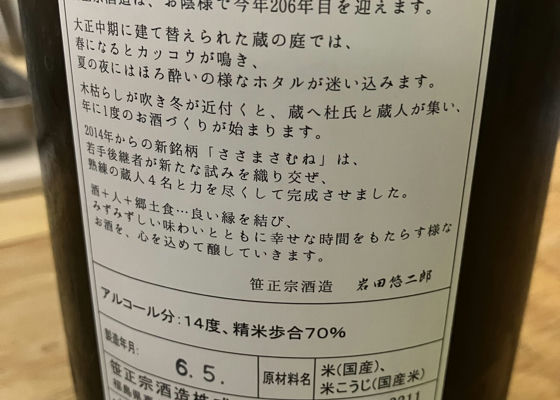 宗酒造は、お陰様で今年206年目を迎えます。
大正中期に建て替えられた蔵の庭では、
春になるとカッコウが鳴き、
夏の夜にはほろ酔いの様なホタルが迷い込みます。
木枯らしが吹き冬が近付くと、蔵へ杜氏と蔵人が集い、
年に1度のお酒づくりが始まります。
2014年からの新銘柄「ささまさむね」は、
若手後継者が新たな試みを織り交ぜ、
熟練の蔵人4名と力を尽くして完成させました。
酒+人+郷土食…良い縁を結び、
みずみずしい味わいとともに幸せな時間をもたらす様な
お酒を、心を込めて醸していきます。
笹正宗酒造 岩田悠二郎
アルコール分:14度、精米歩合70%
製造年月: 6.5. 原材料名 米(国産)、
米こうじ(国産米)
笹正宗酒造株式
福島県